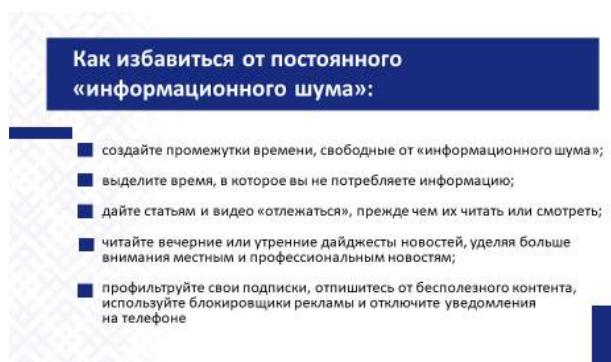 Как избавиться от постоянного
«информационного шума»:
создайте промежутки времени, свободные от «информационного шума»;
выделите время, в которое вы не потребляете информацию;
дайте статьям и видео «отлежаться», прежде чем их читать или смотреть;
читайте вечерние или утренние дайджесты новостей, уделяя больше
внимания местным и профессиональным новостям;
профильтруйте свои подписки, отпишитесь от бесполезного контента,
используйте блокировщики рекламы и отключите уведомления
на телефоне